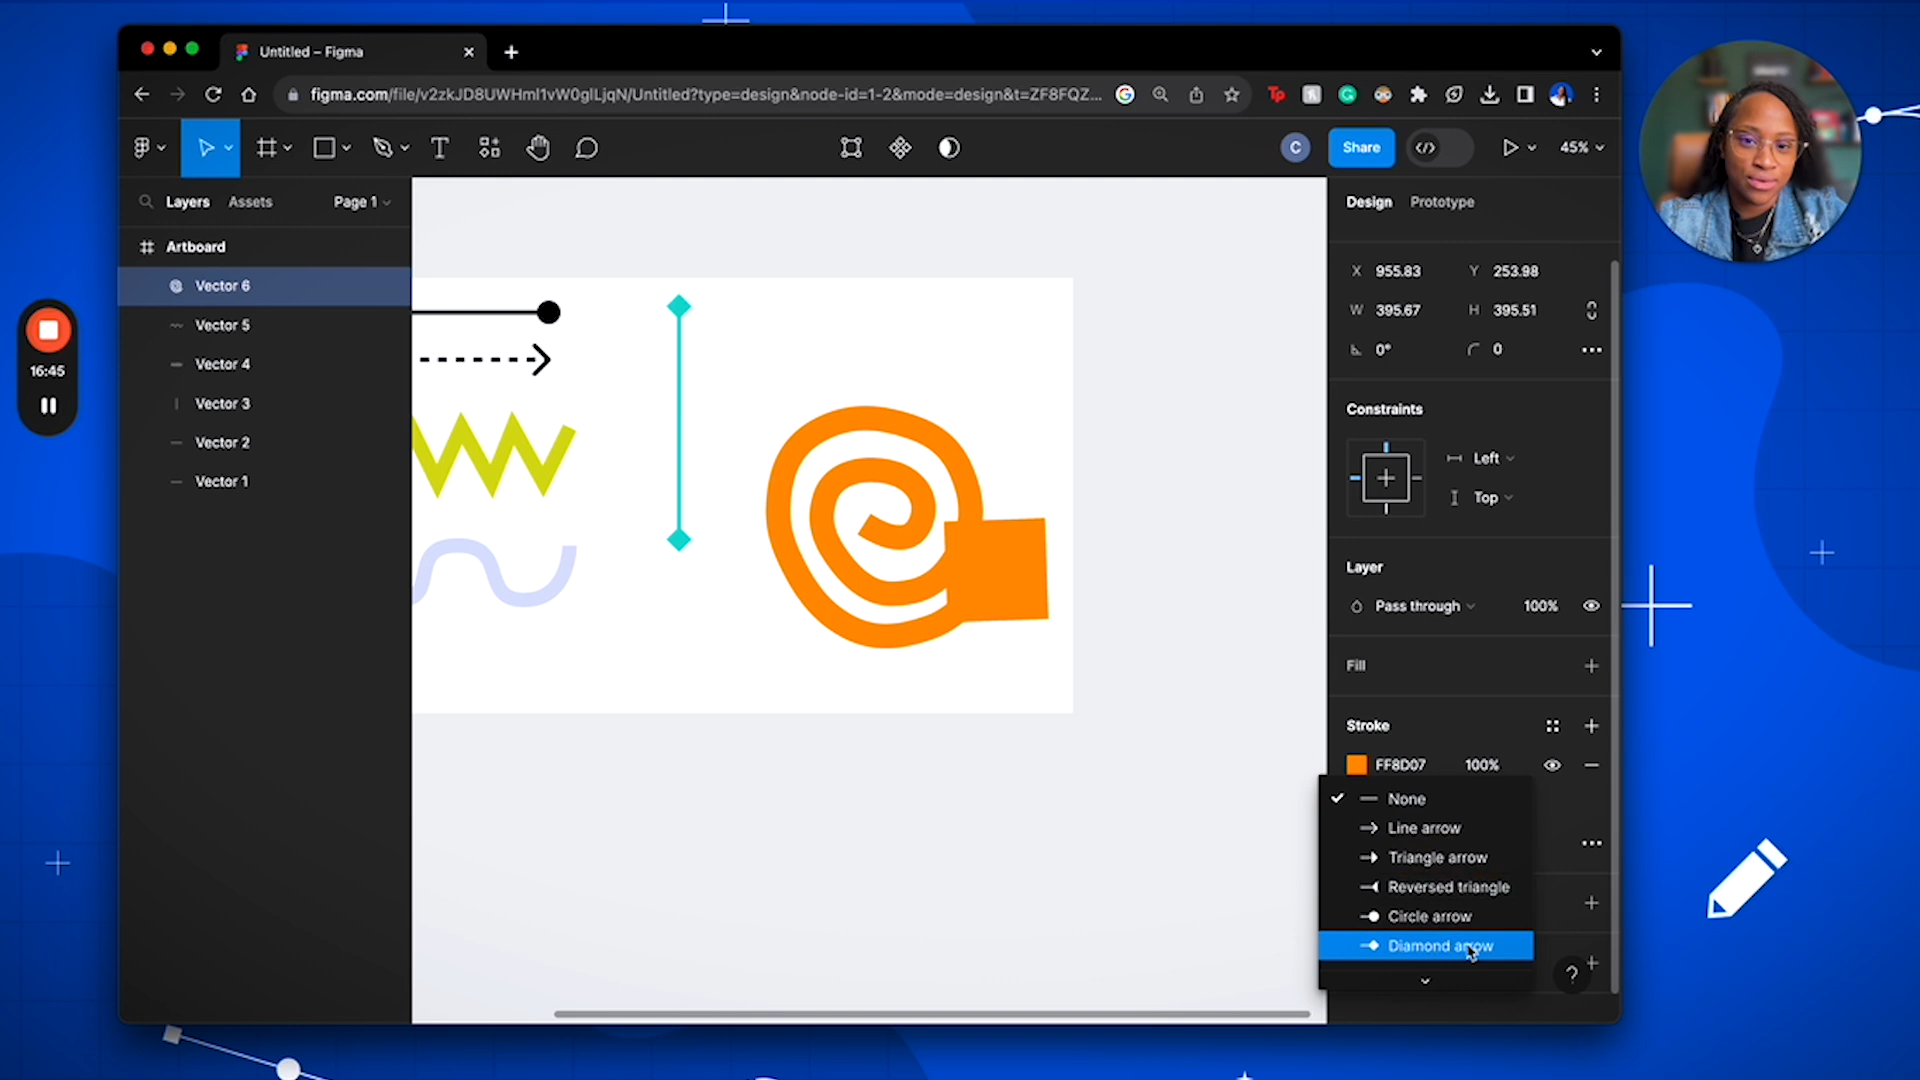 Untitled – Figma
figma.com/file/v2zkJD8UWHml1vW0glLjqN/Untitled?type=design&node-id=1-2&mode=design&t=ZF8FQZ...
Tp
C
Share
45%
Layers
Assets
Page 1
Design
Prototype
Artboard
Vector 6
Vector 5
Vector 4
Vector 3
Vector 2
Vector 1
16:45
X 955.83
Y 253.98
W 395.67
H 395.51
0°
0
Constraints
Left
Top
Layer
Pass through
100%
Fill
Stroke
FF8D07
100%
None
Line arrow
Triangle arrow
Reversed triangle
Circle arrow
Diamond arrow
?